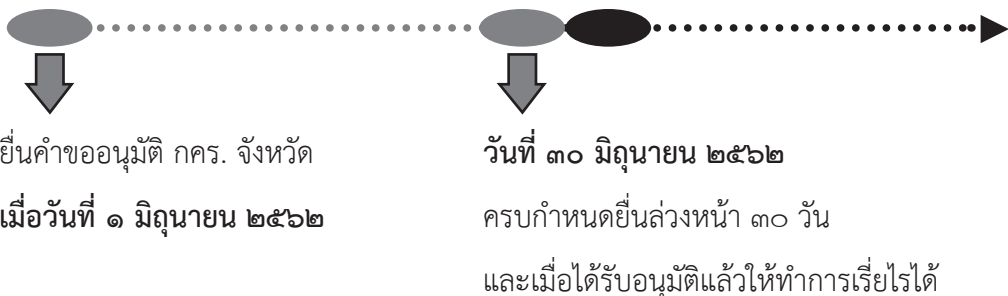 ยื่นคำขออนุมัติ กคร. จังหวัด
เมื่อวันที่ ๑ มิถุนายน ๒๕๖๒
วันที่ ๓๐ มิถุนายน ๒๕๖๒
ครบกำหนดยื่นล่วงหน้า ๓๐ วัน
และเมื่อได้รับอนุมัติแล้วให้ทำการเรี่ยไรได้